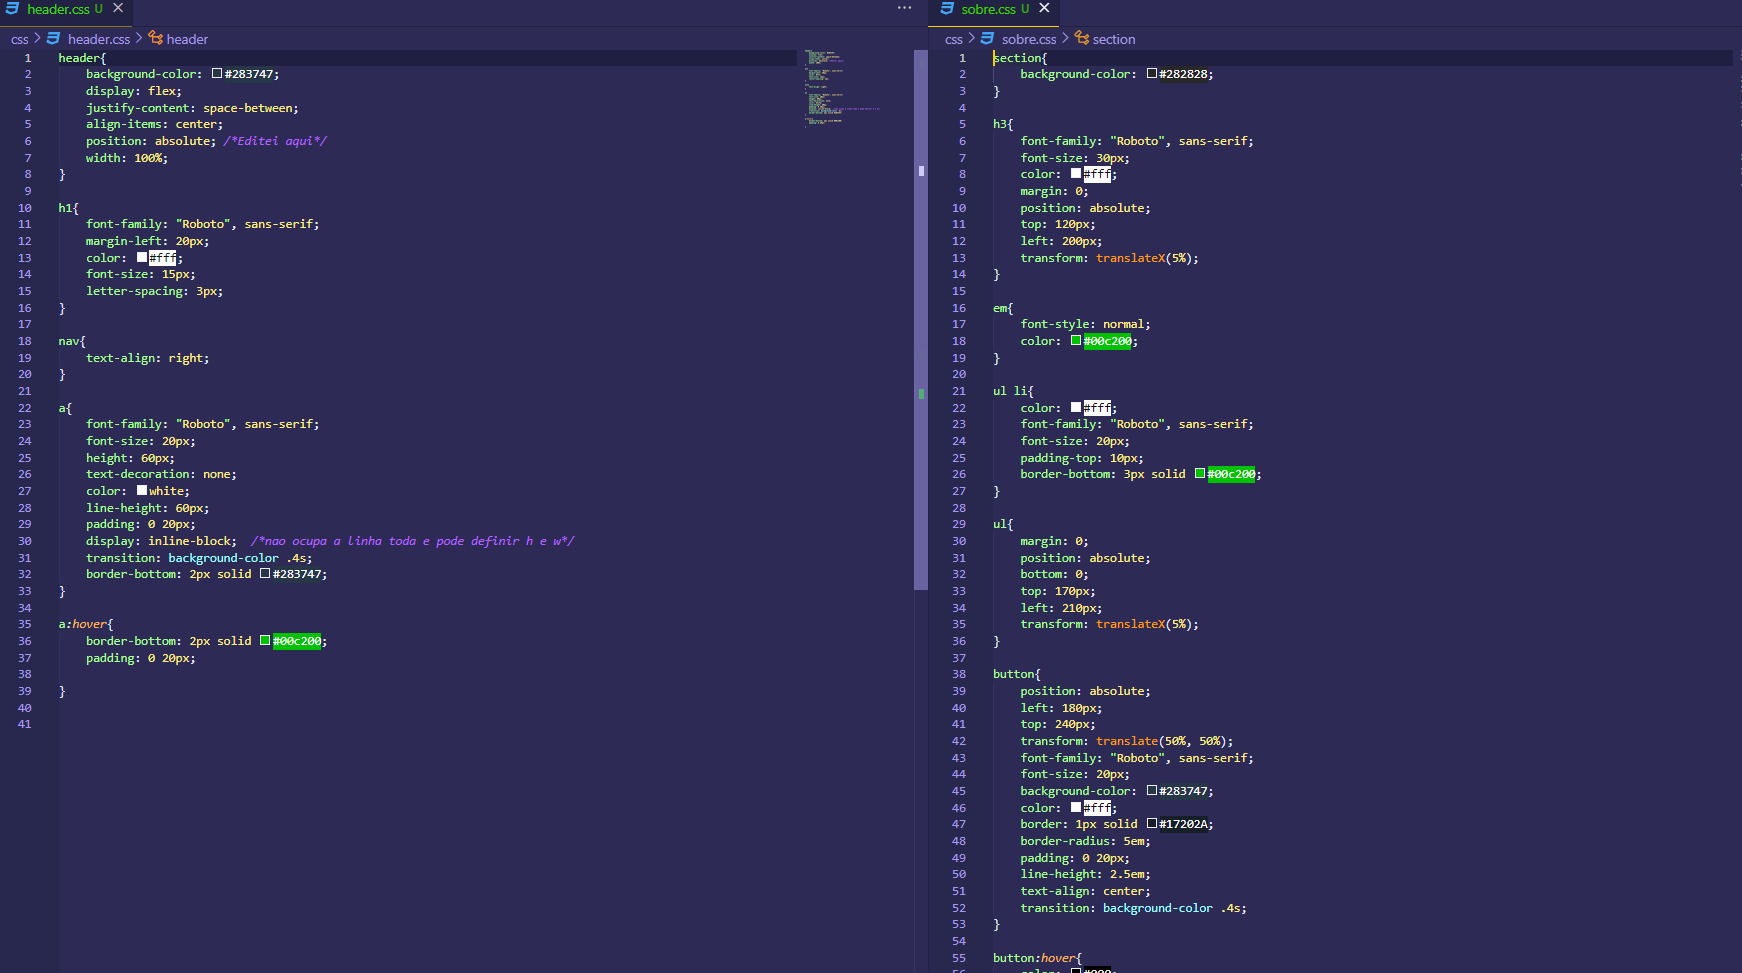 header.css U
css > header.css > header
1 header{
2 background-color: #283747;
3 display: flex;
4 justify-content: space-between;
5 align-items: center;
6 position: absolute; /*Editei aqui*/
7 width: 100%;
8 }
9
10 h1{
11 font-family: "Roboto", sans-serif;
12 margin-left: 20px;
13 color: #fff;
14 font-size: 15px;
15 letter-spacing: 3px;
16 }
17
18 nav{
19 text-align: right;
20 }
21
22 a{
23 font-family: "Roboto", sans-serif;
24 font-size: 20px;
25 height: 60px;
26 text-decoration: none;
27 color: white;
28 line-height: 60px;
29 padding: 0 20px;
30 display: inline-block; /*nao ocupa a linha toda e pode definir h e w*/
31 transition: background-color .4s;
32 border-bottom: 2px solid #283747;
33 }
34
35 a:hover{
36 border-bottom: 2px solid #00c200;
37 padding: 0 20px;
38
39 }
40
41
sobre.css U
css > sobre.css > section
1 section{
2 background-color: #282828;
3 }
4
5 h3{
6 font-family: "Roboto", sans-serif;
7 font-size: 30px;
8 color: #fff;
9 margin: 0;
10 position: absolute;
11 top: 120px;
12 left: 200px;
13 transform: translateX(5%);
14 }
15
16 em{
17 font-style: normal;
18 color: #00c200;
19 }
20
21 ul li{
22 color: #fff;
23 font-family: "Roboto", sans-serif;
24 font-size: 20px;
25 padding-top: 10px;
26 border-bottom: 3px solid #00c200;
27 }
28
29 ul{
30 margin: 0;
31 position: absolute;
32 bottom: 0;
33 top: 170px;
34 left: 210px;
35 transform: translateX(5%);
36 }
37
38 button{
39 position: absolute;
40 left: 180px;
41 top: 240px;
42 transform: translate(50%, 50%);
43 font-family: "Roboto", sans-serif;
44 font-size: 20px;
45 background-color: #283747;
46 color: #fff;
47 border: 1px solid #17202A;
48 border-radius: 5em;
49 padding: 0 20px;
50 line-height: 2.5em;
51 text-align: center;
52 transition: background-color .4s;
53 }
54
55 button:hover{